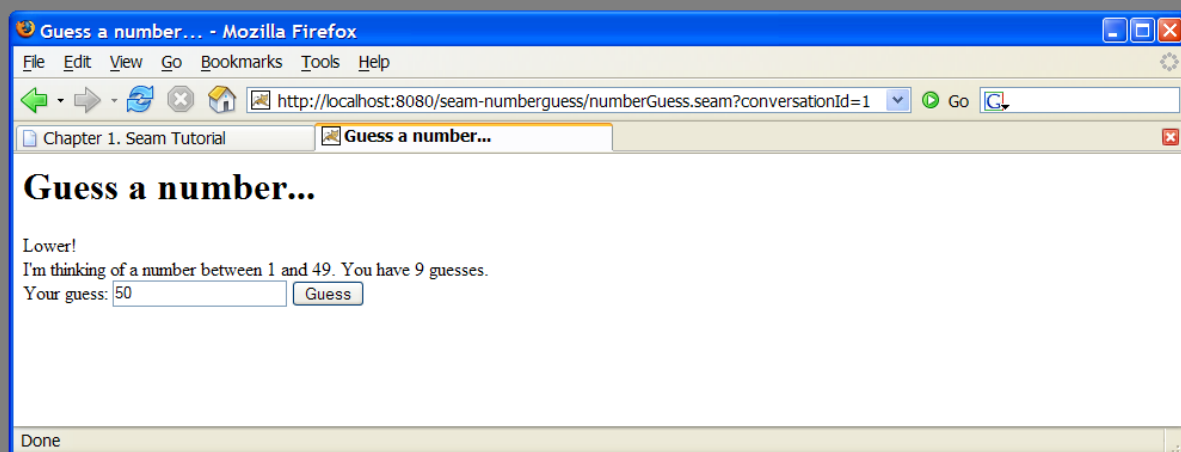 Guess a number... - Mozilla Firefox
File Edit View Go Bookmarks Tools Help
http://localhost:8080/seam-numberguess/numberGuess.seam?conversationId=1 Go G
Chapter 1. Seam Tutorial Guess a number...
Guess a number...
Lower!
I'm thinking of a number between 1 and 49. You have 9 guesses.
Your guess: 50 Guess
Done